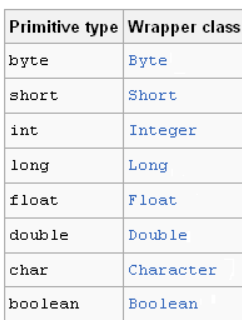 Primitive type Wrapper class
byte Byte
short Short
int Integer
long Long
float Float
double Double
char Character
boolean Boolean